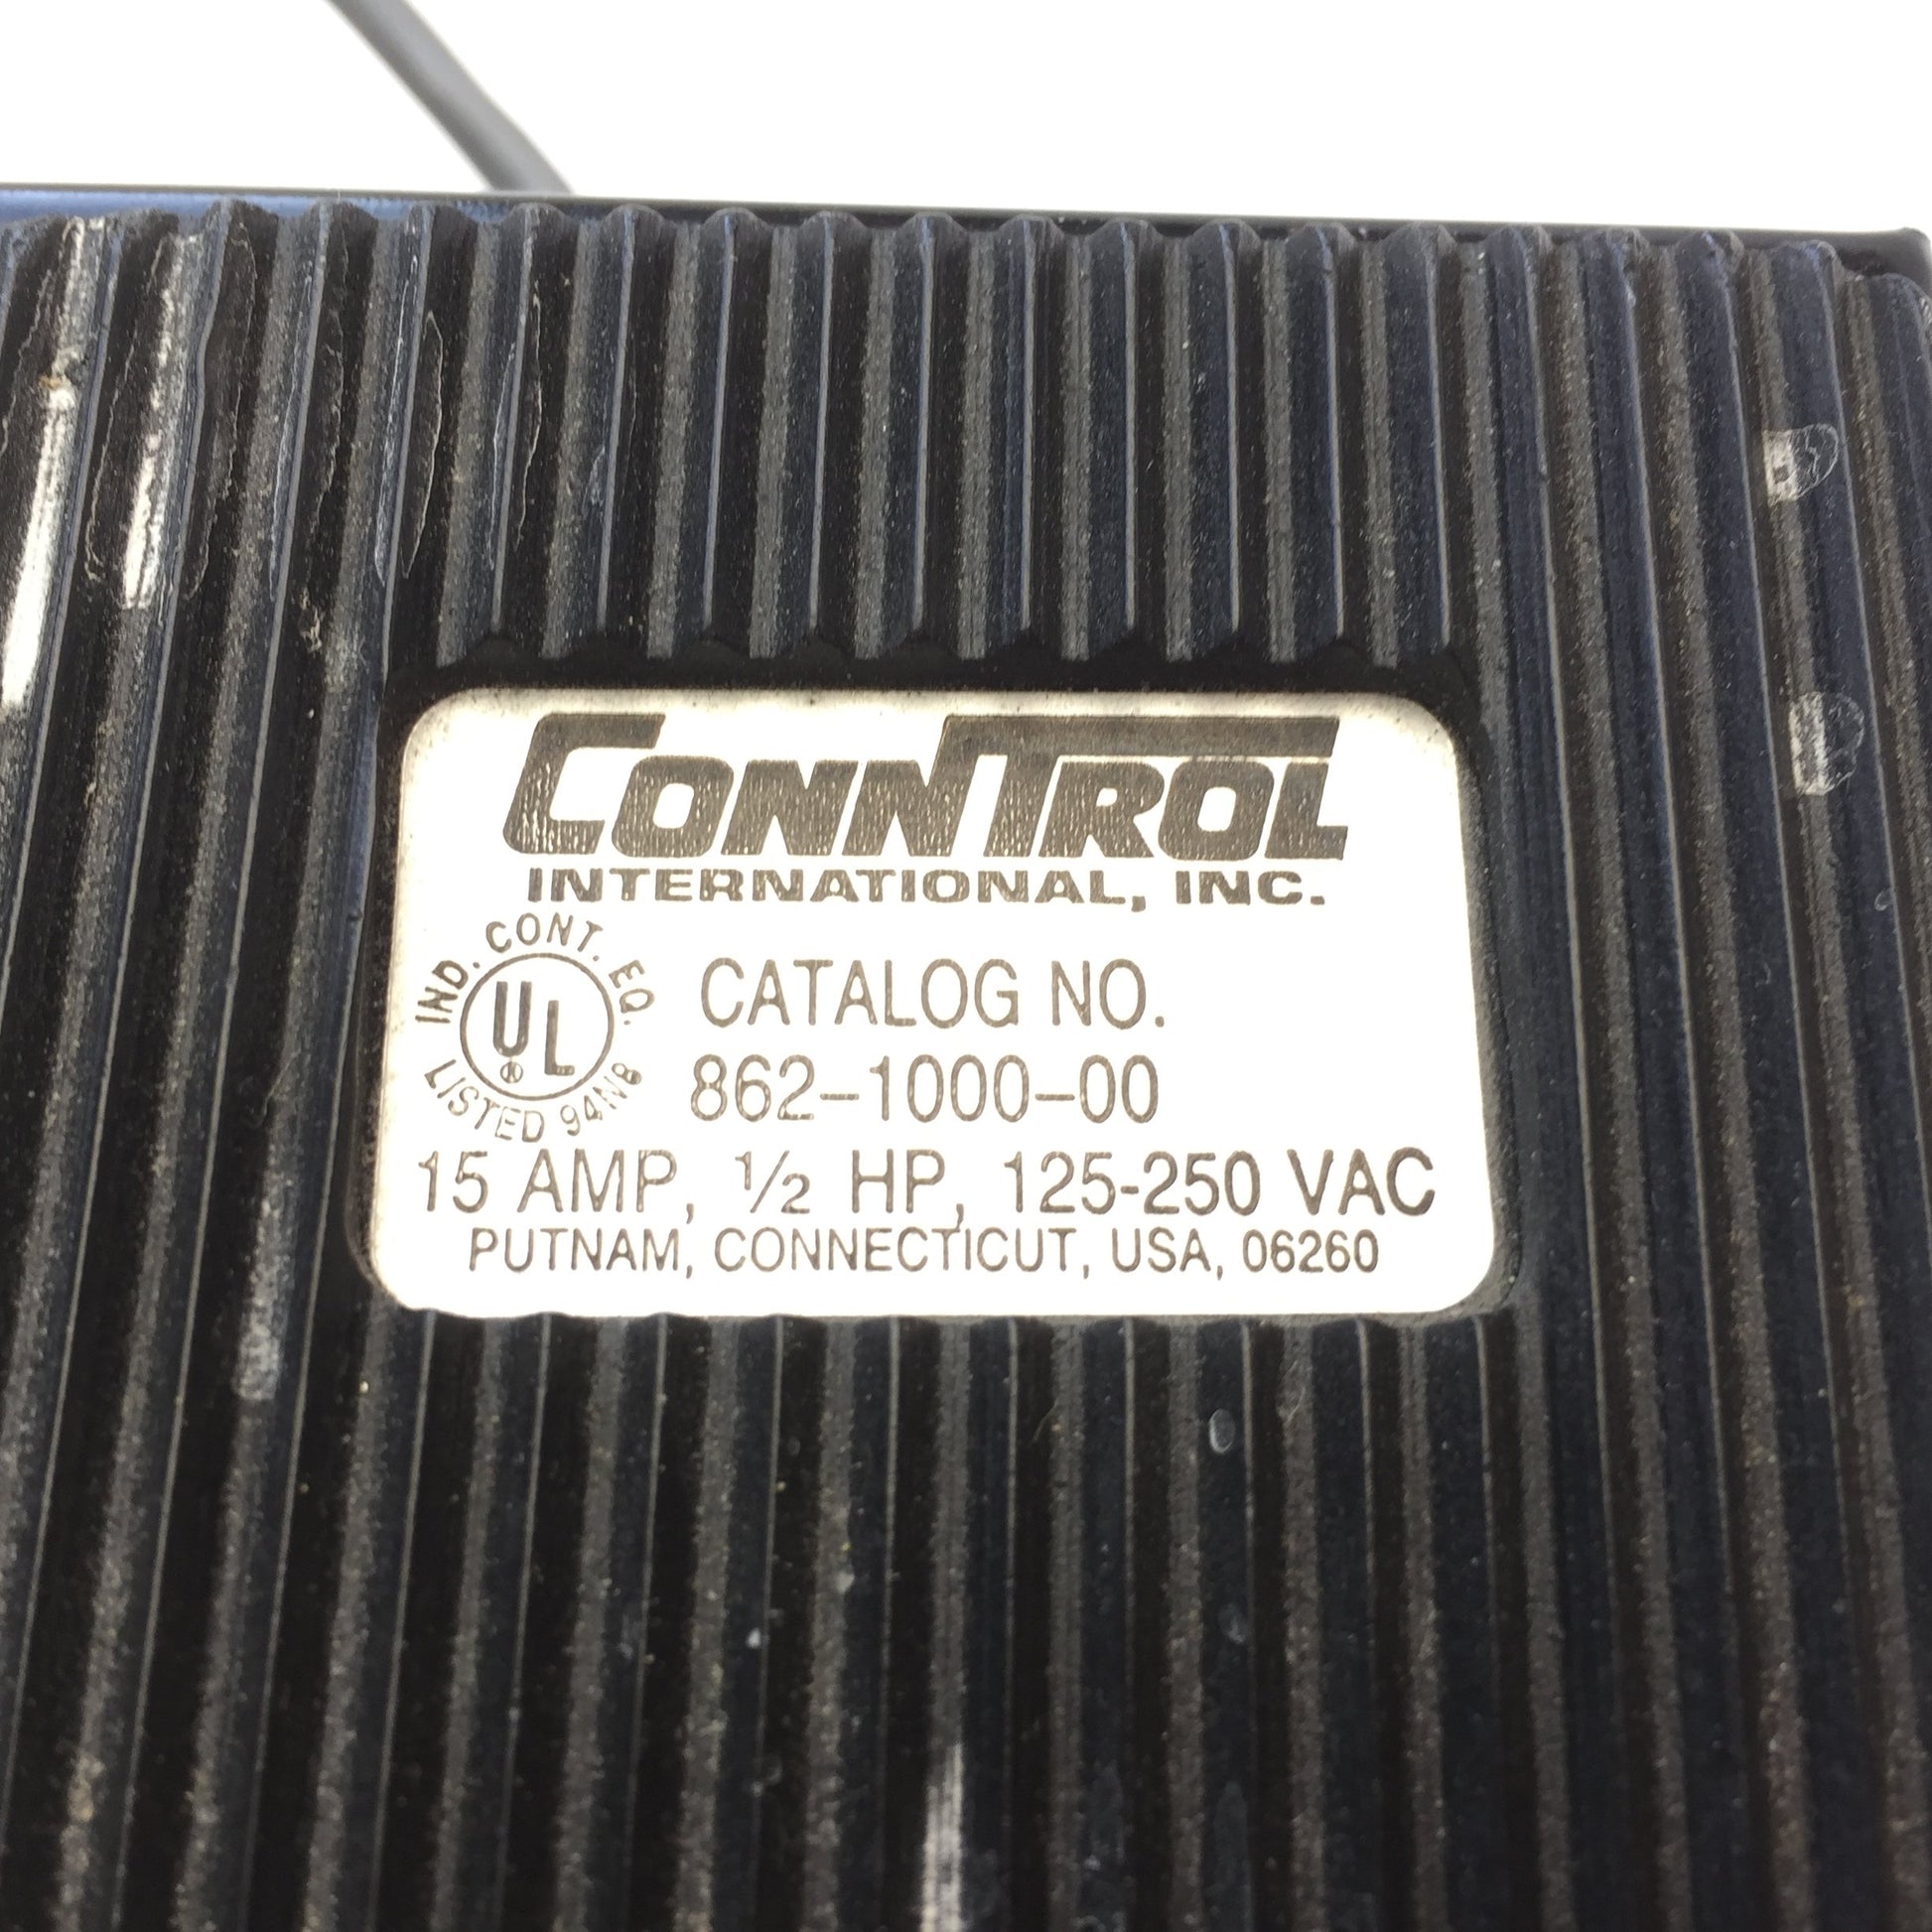 CONNTROL
INTERNATIONAL, INC.
IND. CONT. EQ.
UL®
LISTED 94N8
CATALOG NO.
862-1000-00
15 AMP, 1/2 HP, 125-250 VAC
PUTNAM, CONNECTICUT, USA, 06260